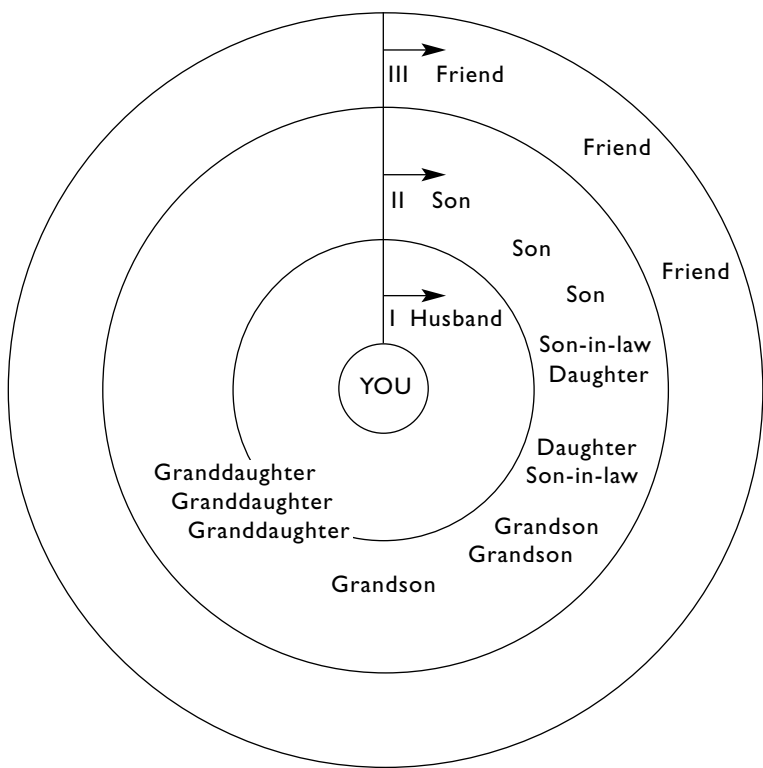 III Friend
Friend
II Son
Son
Friend
Son
I Husband
Son-in-law
Daughter
YOU
Daughter
Son-in-law
Granddaughter
Granddaughter
Granddaughter
Grandson
Grandson
Grandson